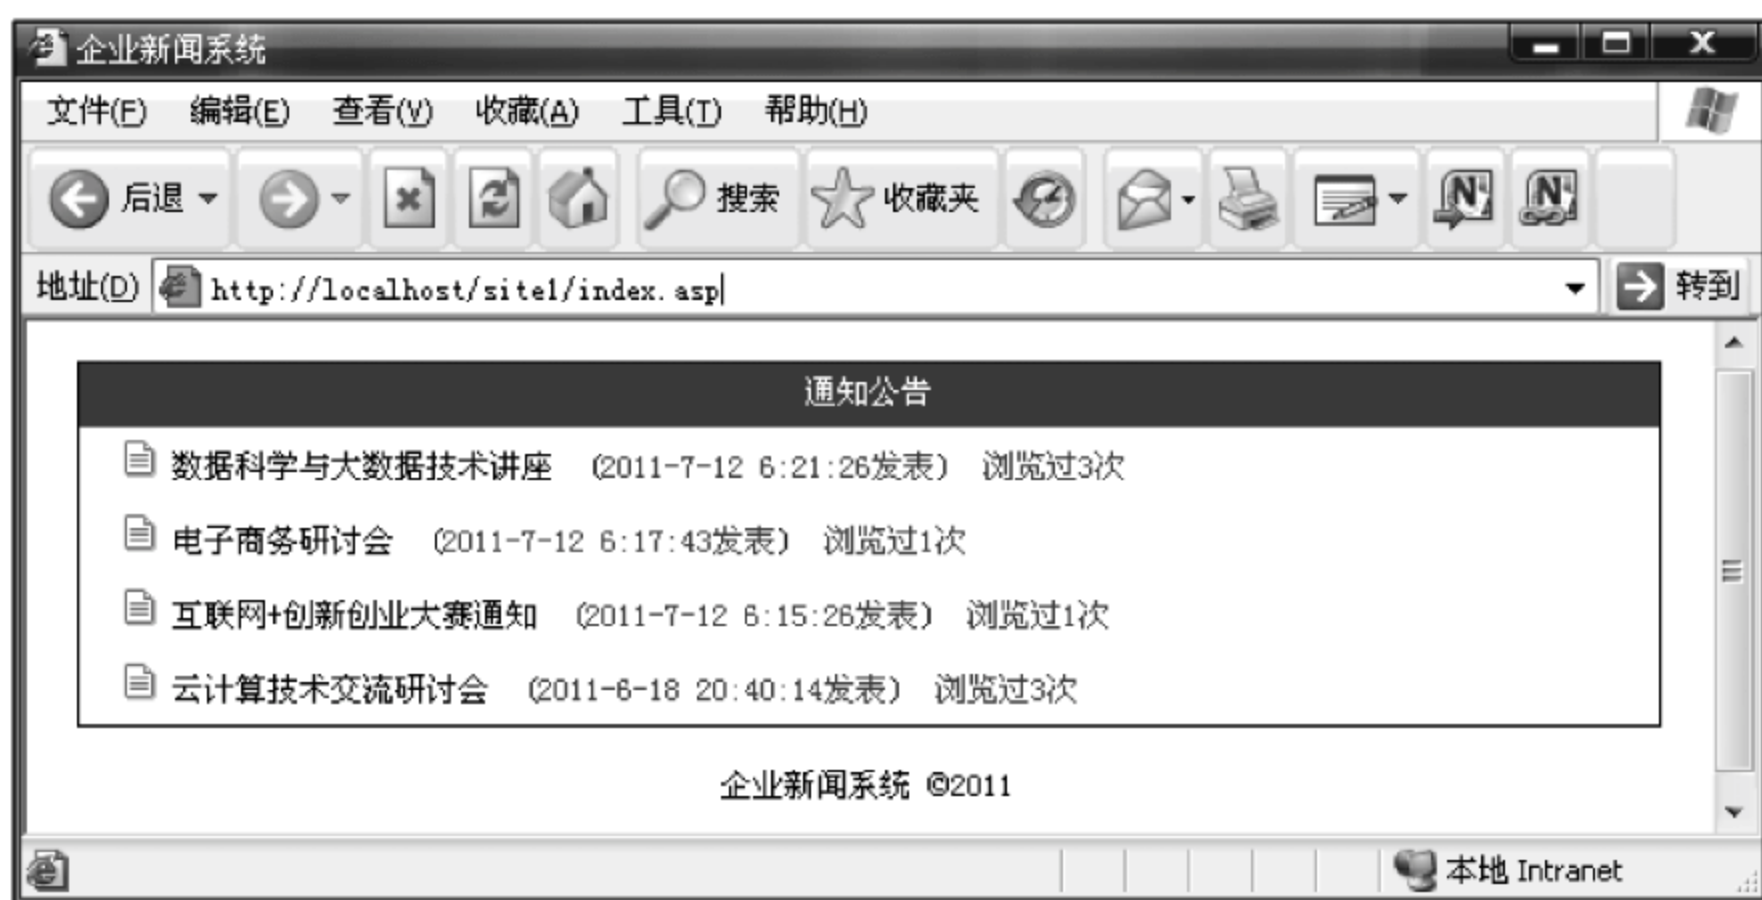 企业新闻系统
文件(F) 编辑(E) 查看(V) 收藏(A) 工具(T) 帮助(H)
后退 搜索 收藏夹
地址(D) http://localhost/site1/index.asp 转到
通知公告
数据科学与大数据技术讲座 (2011-7-12 6:21:26发表) 浏览过3次
电子商务研讨会 (2011-7-12 6:17:43发表) 浏览过1次
互联网+创新创业大赛通知 (2011-7-12 6:15:26发表) 浏览过1次
云计算技术交流研讨会 (2011-6-18 20:40:14发表) 浏览过3次
企业新闻系统 ©2011
本地 Intranet